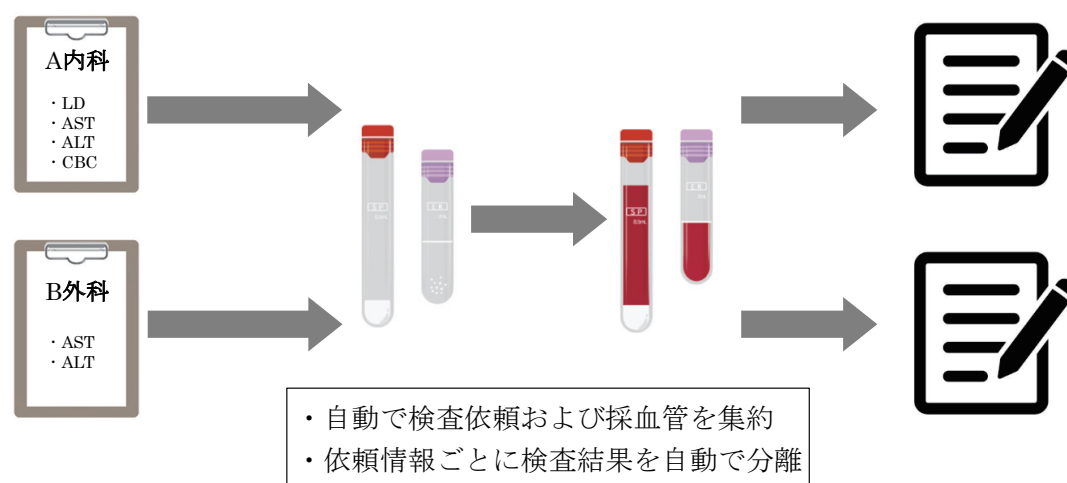 A内科
・LD
・AST
・ALT
・CBC
B外科
・AST
・ALT
SP
SP
・自動で検査依頼および採血管を集約
・依頼情報ごとに検査結果を自動で分離